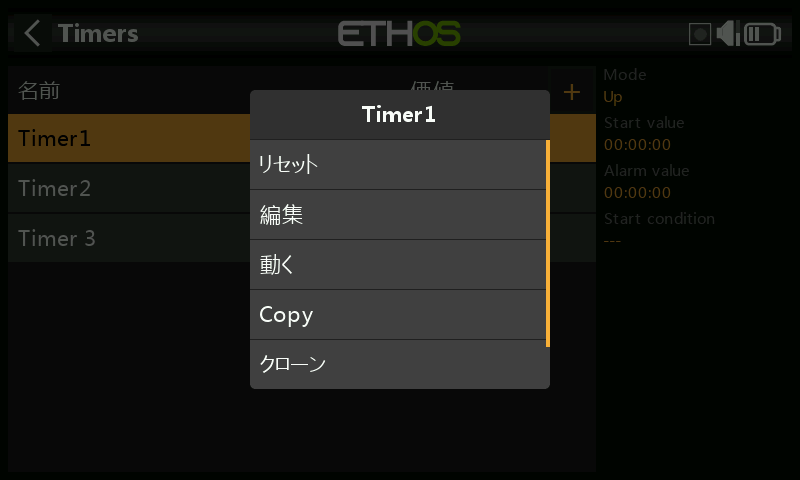 Timers
ETHOS
名前
価値
+
Timer1
Timer2
Timer 3
Timer1
リセット
編集
動く
Copy
クローン
Mode
Up
Start value
00:00:00
Alarm value
00:00:00
Start condition
---